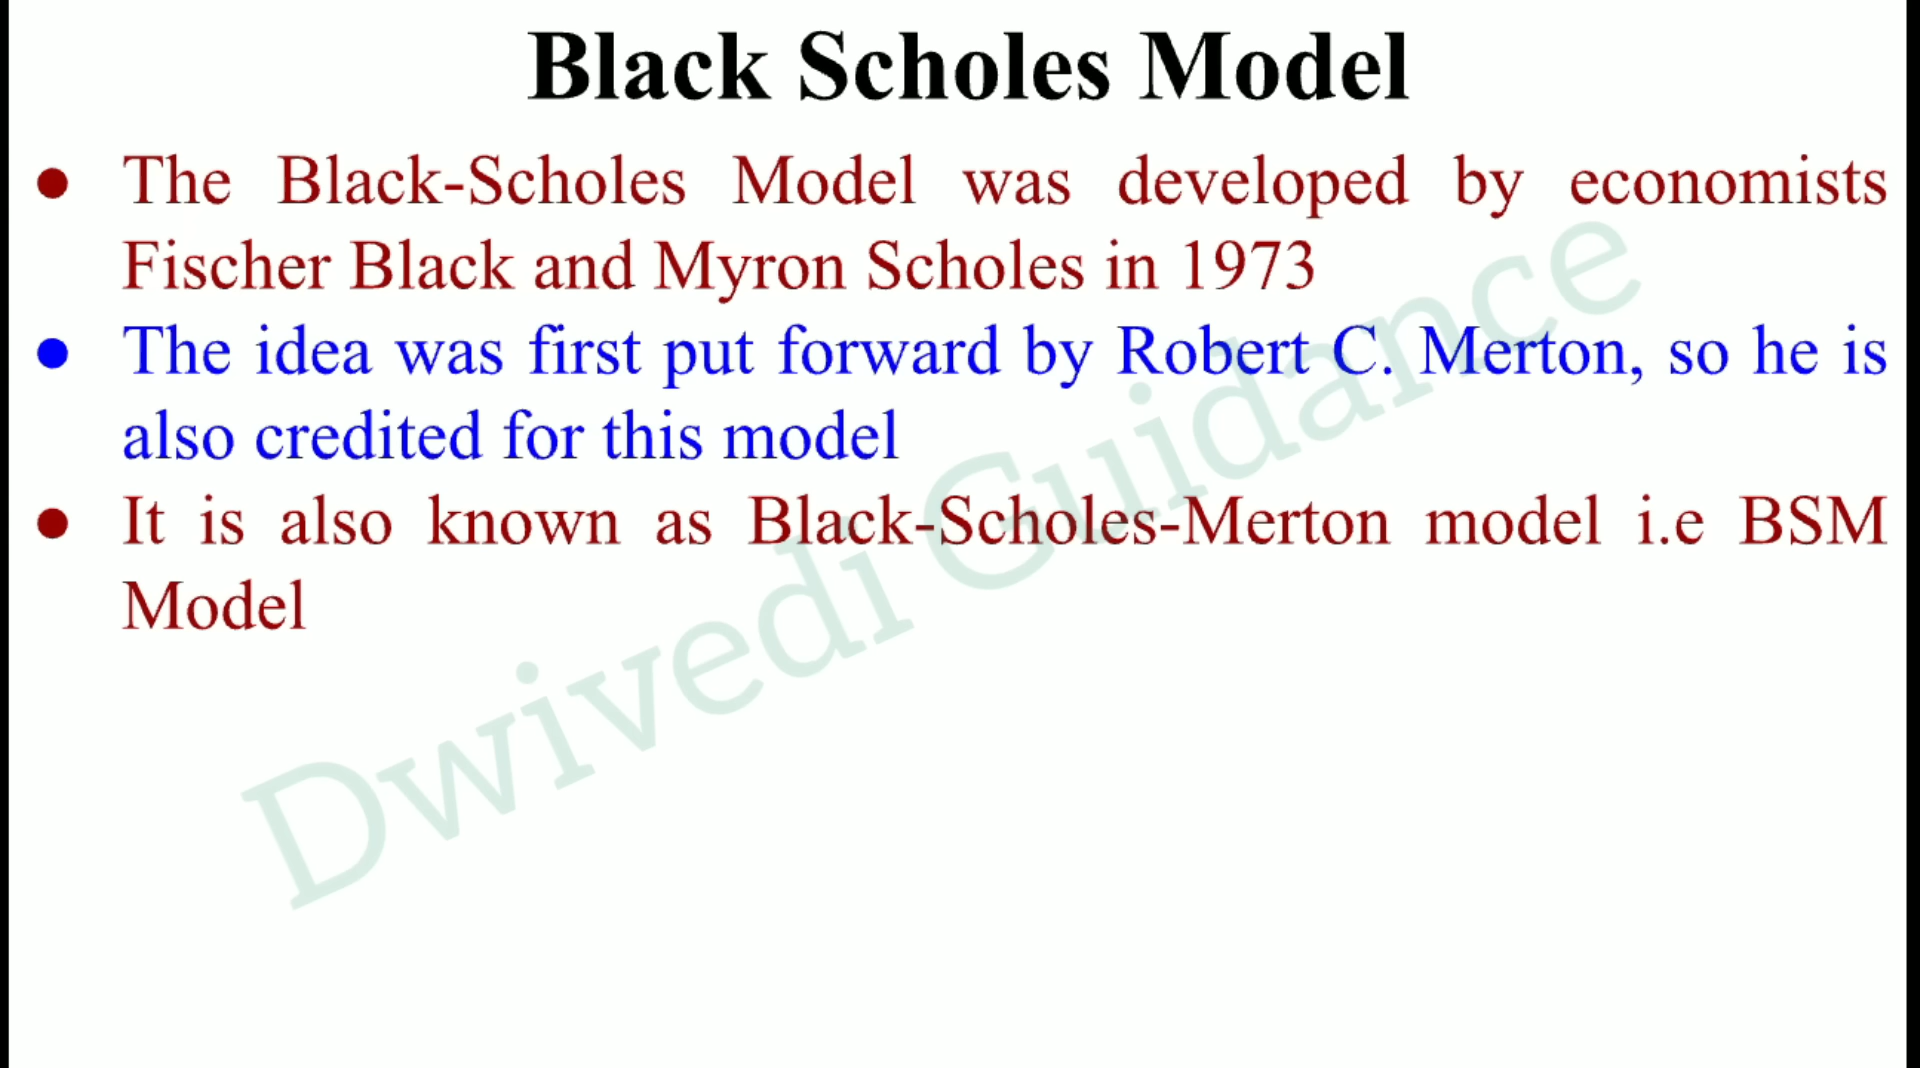 Black Scholes Model
● The Black-Scholes Model was developed by economists
Fischer Black and Myron Scholes in 1973
● The idea was first put forward by Robert C. Merton, so he is
also credited for this model
● It is also known as Black-Scholes-Merton model i.e BSM
Model
Dwivedi Guidance